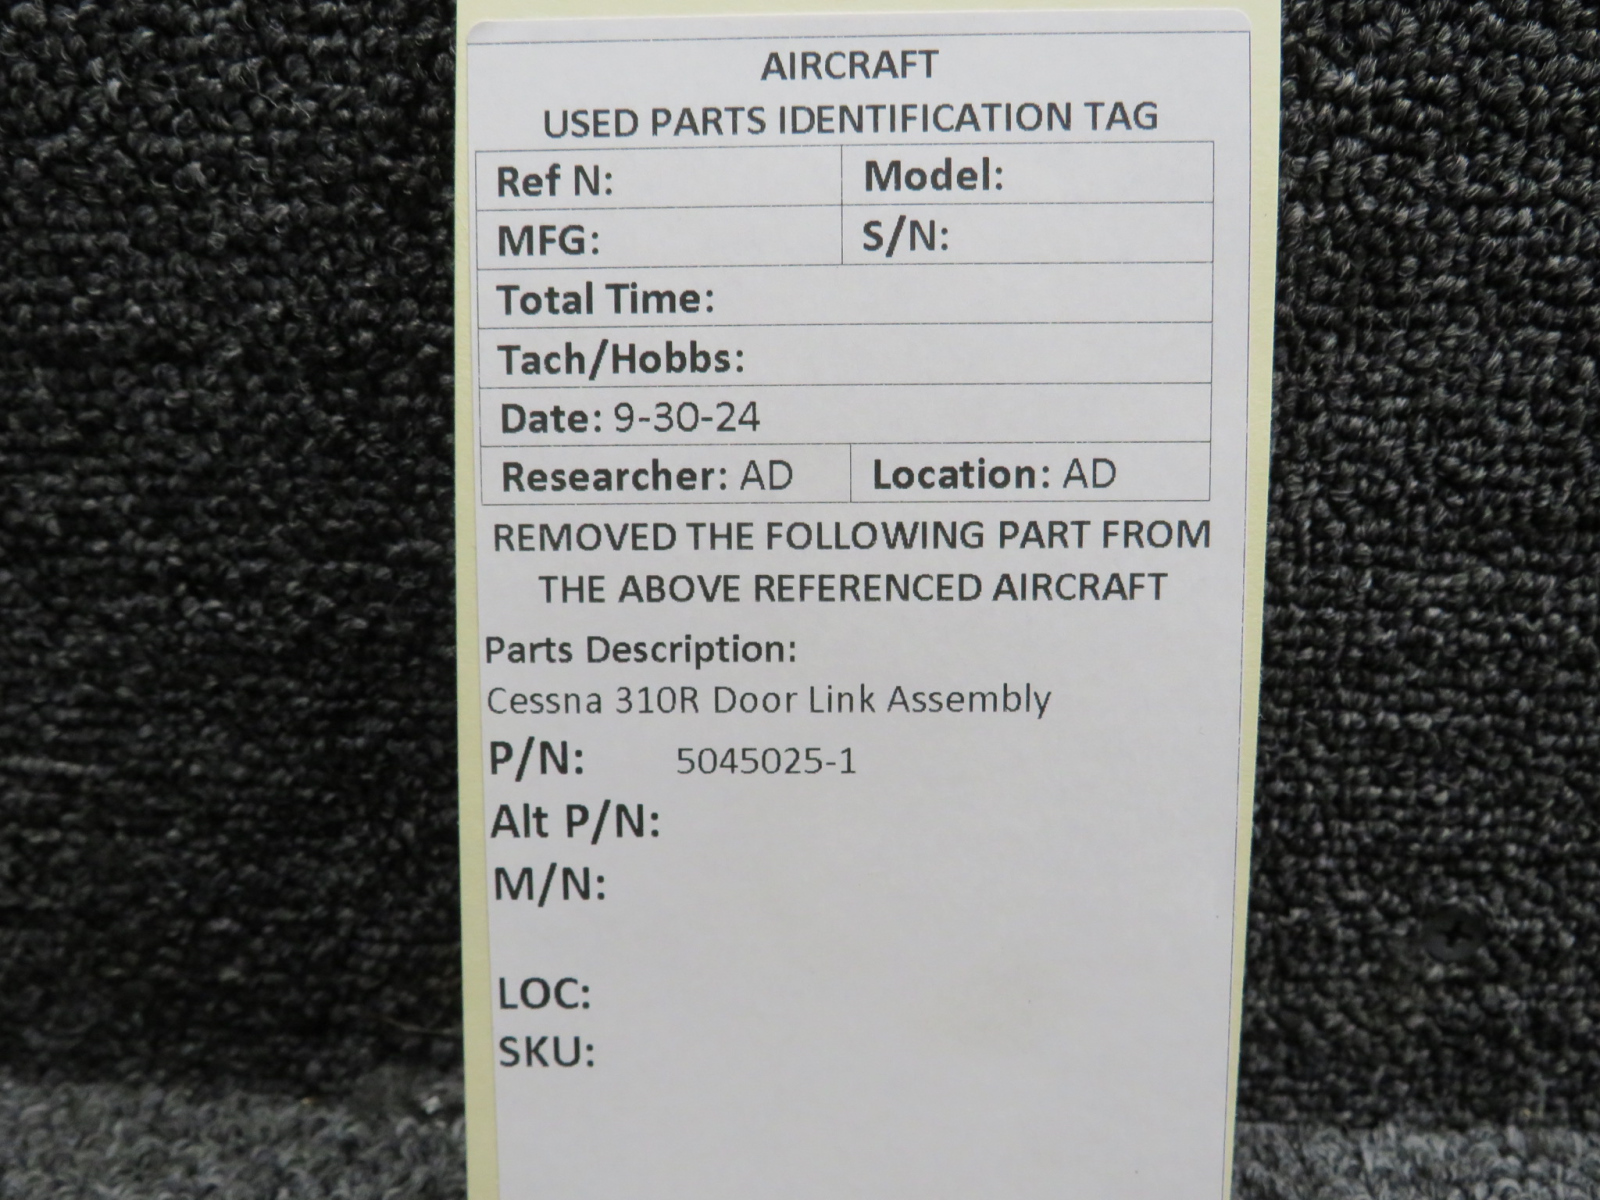 AIRCRAFT
USED PARTS IDENTIFICATION TAG
Ref N: Model:
MFG: S/N:
Total Time:
Tach/Hobbs:
Date: 9-30-24
Researcher: AD Location: AD
REMOVED THE FOLLOWING PART FROM
THE ABOVE REFERENCED AIRCRAFT
Parts Description:
Cessna 310R Door Link Assembly
P/N: 5045025-1
Alt P/N:
M/N:
LOC:
SKU: